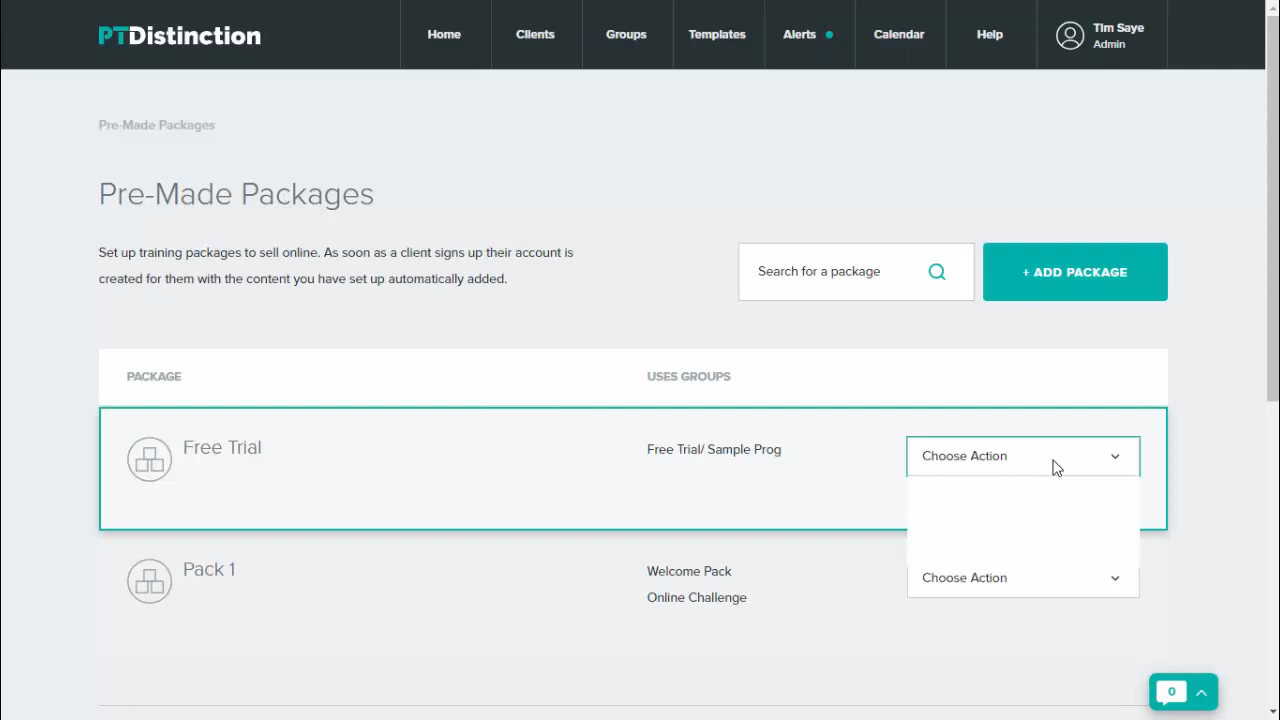 PTDistinction
Home
Clients
Groups
Templates
Alerts
Calendar
Help
TIm Saye
Admin
Pre-Made Packages
Pre-Made Packages
Set up training packages to sell online. As soon as a client signs up their account is
created for them with the content you have set up automatically added.
Search for a package
+ ADD PACKAGE
PACKAGE
USES GROUPS
Free Trial
Free Trial/ Sample Prog
Choose Action
Pack 1
Welcome Pack
Online Challenge
Choose Action
0